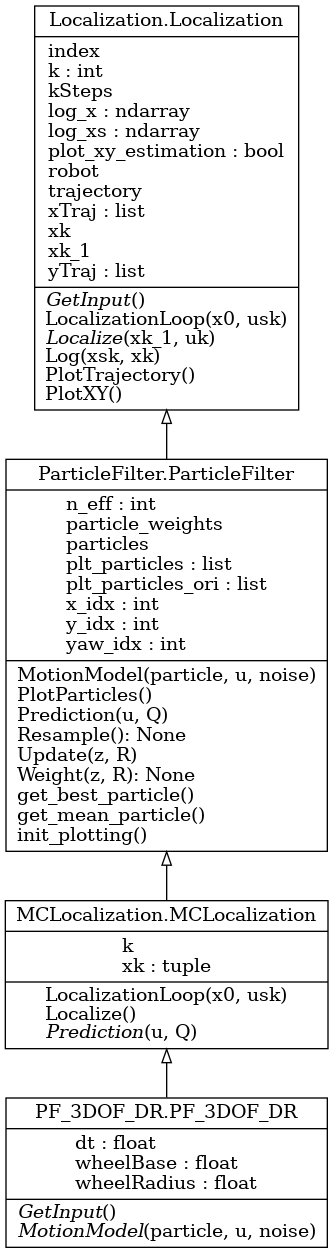 Localization.Localization
index
k : int
kSteps
log_x : ndarray
log_xs : ndarray
plot_xy_estimation : bool
robot
trajectory
xTraj : list
xk
xk_1
yTraj : list
GetInput()
LocalizationLoop(x0, usk)
Localize(xk_1, uk)
Log(xsk, xk)
PlotTrajectory()
PlotXY()
ParticleFilter.ParticleFilter
n_eff : int
particle_weights
particles
plt_particles : list
plt_particles_ori : list
x_idx : int
y_idx : int
yaw_idx : int
MotionModel(particle, u, noise)
PlotParticles()
Prediction(u, Q)
Resample(): None
Update(z, R)
Weight(z, R): None
get_best_particle()
get_mean_particle()
init_plotting()
MCLocalization.MCLocalization
k
xk : tuple
LocalizationLoop(x0, usk)
Localize()
Prediction(u, Q)
PF_3DOF_DR.PF_3DOF_DR
dt : float
wheelBase : float
wheelRadius : float
GetInput()
MotionModel(particle, u, noise)